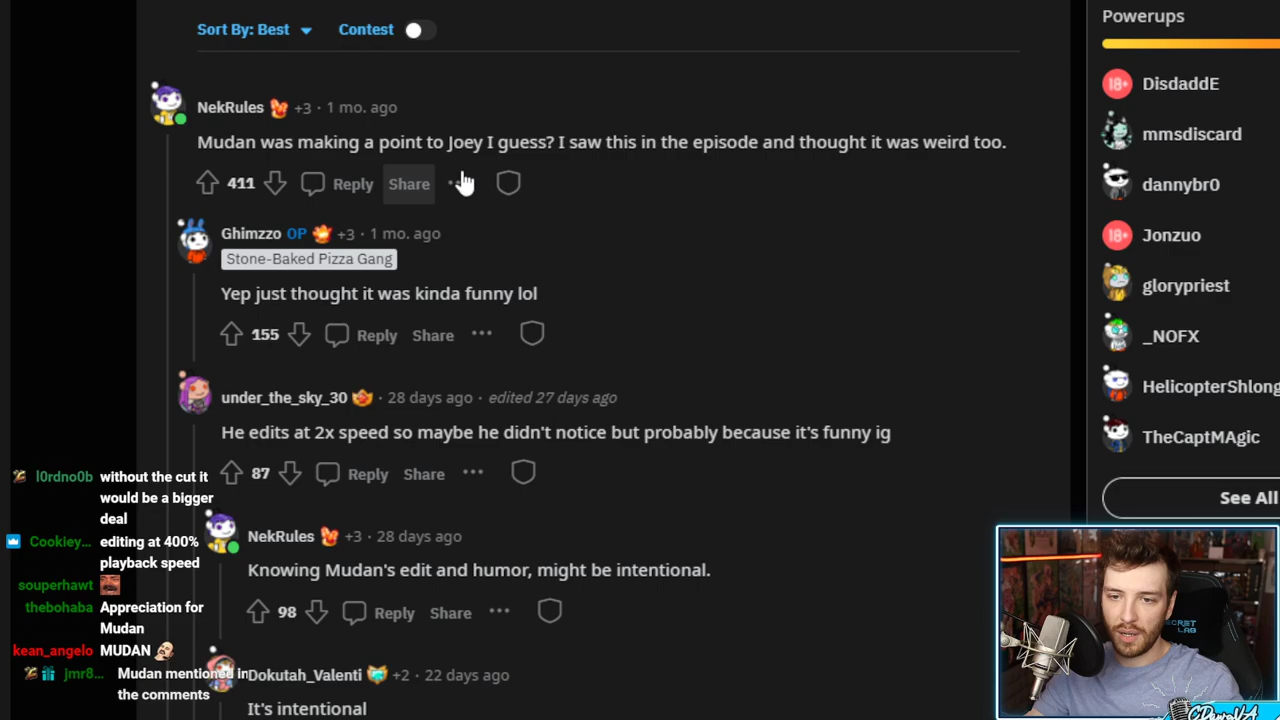 Sort By: Best
Contest
Powerups
NekRules +3 · 1 mo. ago
Mudan was making a point to Joey I guess? I saw this in the episode and thought it was weird too.
411 Reply Share
Ghimzzo OP +3 · 1 mo. ago
Stone-Baked Pizza Gang
Yep just thought it was kinda funny lol
155 Reply Share ···
under_the_sky_30 · 28 days ago · edited 27 days ago
He edits at 2x speed so maybe he didn't notice but probably because it's funny ig
87 Reply Share ···
NekRules +3 · 28 days ago
Knowing Mudan's edit and humor, might be intentional.
98 Reply Share ···
Dokutah_Valenti +2 · 22 days ago
It's intentional
DisdaddE
mmsdiscard
dannybr0
Jonzuo
glorypriest
_NOFX
HelicopterShlong
TheCaptMAgic
See All
18+
18+
l0rdno0b without the cut it
would be a bigger
deal
Cookiey... editing at 400%
playback speed
souperhawt
thebohaba Appreciation for
Mudan
kean_angelo MUDAN
jmr8... Mudan mentioned in
the comments
SECRET
LAB